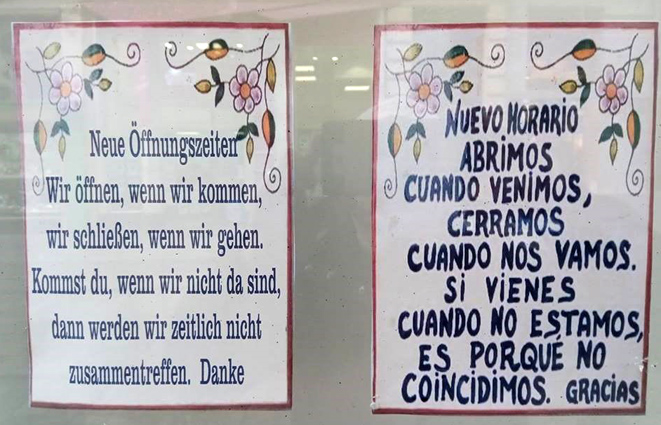 Neue Öffnungszeiten
Wir öffnen, wenn wir kommen,
wir schließen, wenn wir gehen.
Kommst du, wenn wir nicht da sind,
dann werden wir zeitlich nicht
zusammentreffen. Danke
NUEVO HORARIO
ABRIMOS
CUANDO VENIMOS,
CERRAMOS
CUANDO NOS VAMOS.
Si ViENES
CUANDO NO ESTAMOS,
ES PORQUÉ NO
COINCIDIMOS. GRACIAS